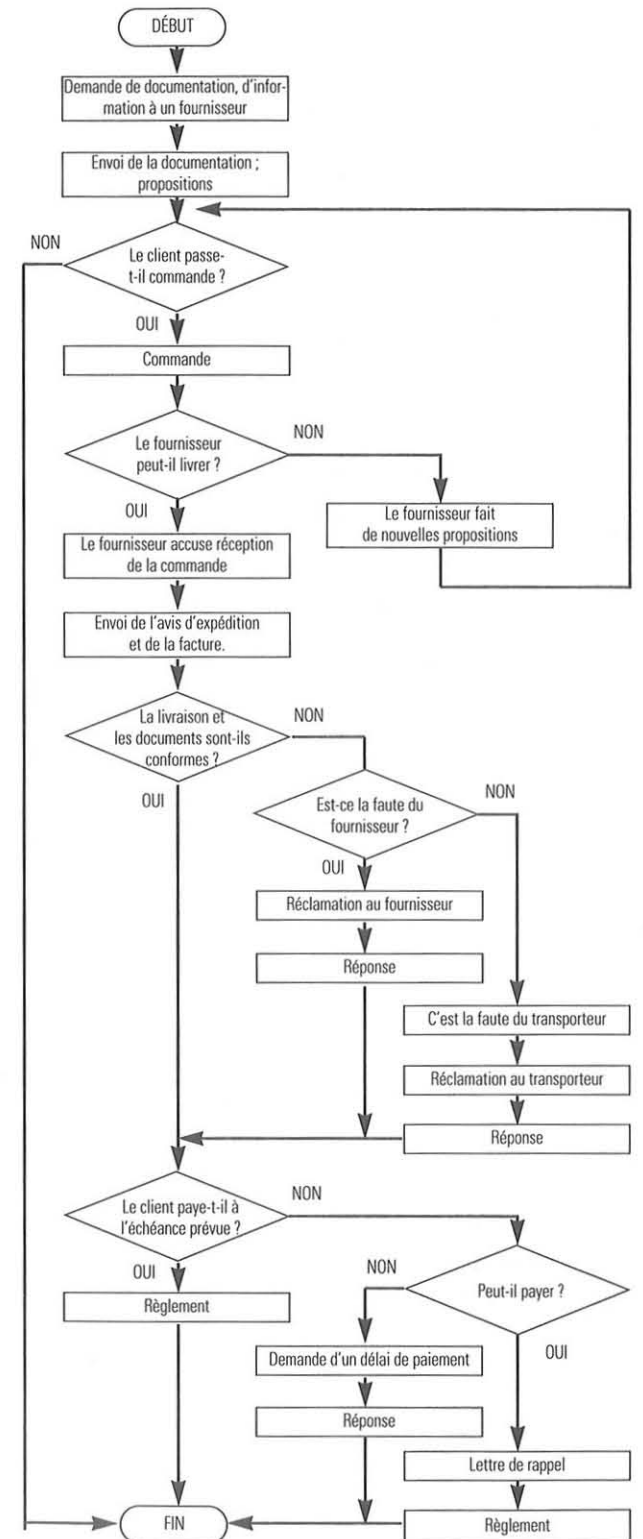 DÉBUT
Demande de documentation, d'infor-
mation à un fournisseur
Envoi de la documentation ;
propositions
NON
Le client passe-
t-il commande ?
OUI
Commande
Le fournisseur
peut-il livrer ?
NON
OUI
Le fournisseur fait
de nouvelles propositions
Le fournisseur accuse réception
de la commande
Envoi de l'avis d'expédition
et de la facture.
La livraison et
les documents sont-ils
conformes ?
NON
OUI
Est-ce la faute du
fournisseur ?
NON
OUI
Réclamation au fournisseur
Réponse
C'est la faute du transporteur
Réclamation au transporteur
Réponse
Le client paye-t-il à
l'échéance prévue ?
NON
OUI
Règlement
NON
Peut-il payer ?
OUI
Demande d'un délai de paiement
Réponse
Lettre de rappel
Règlement
FIN